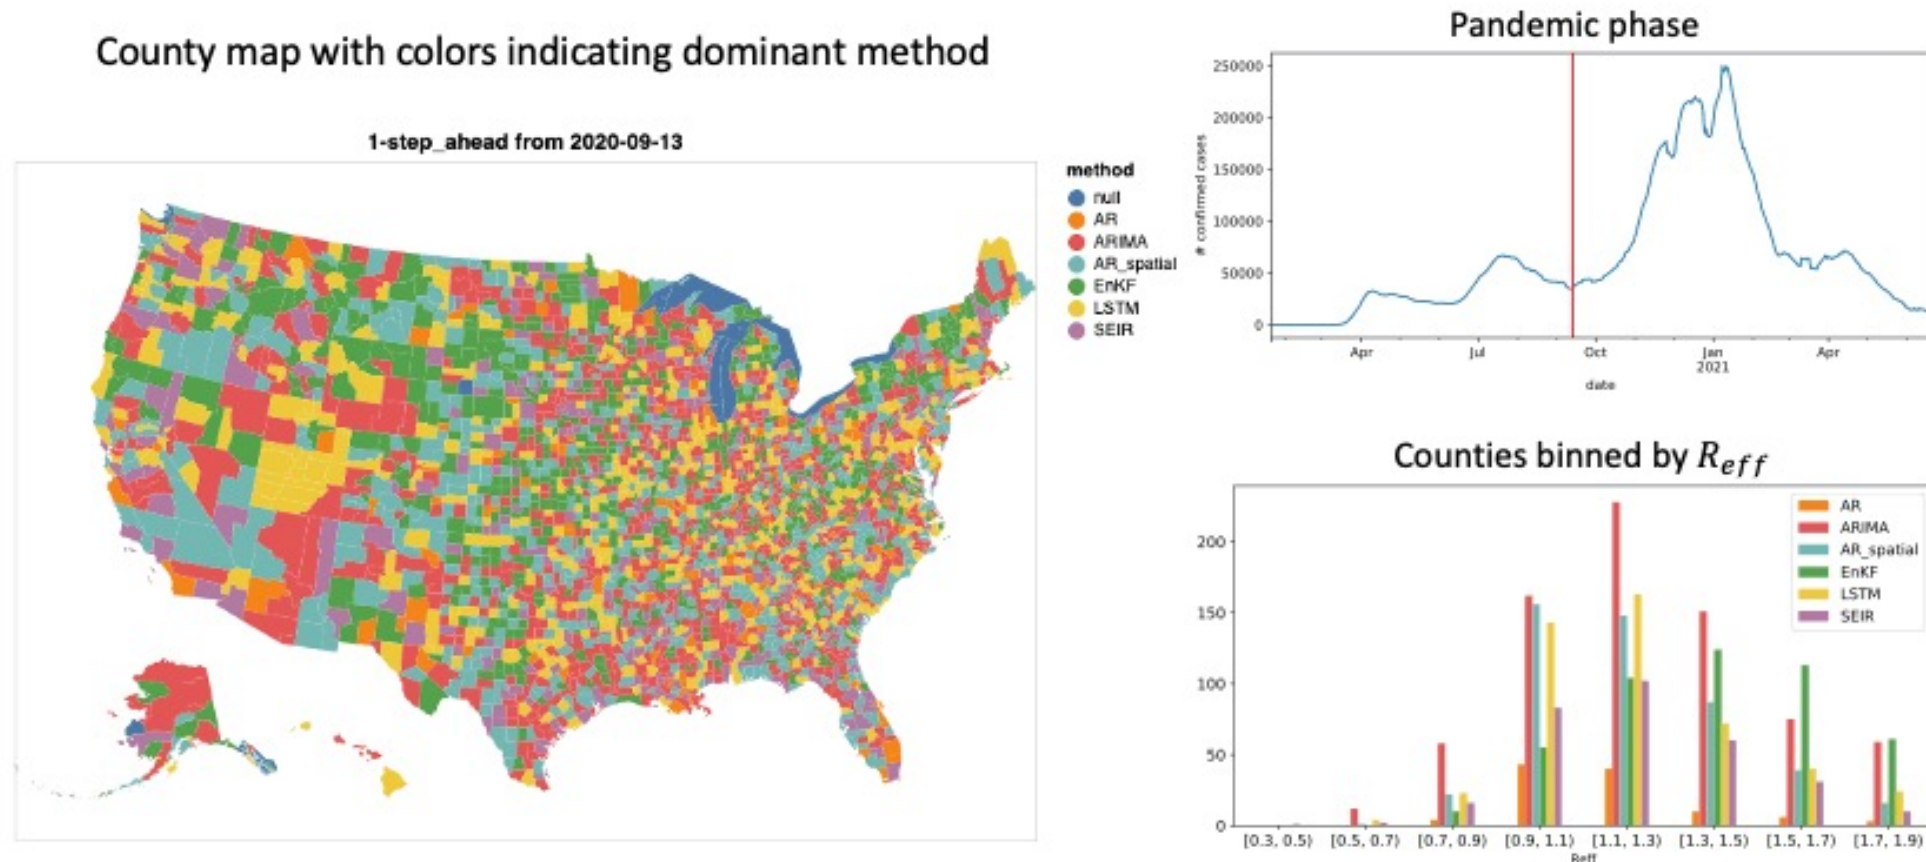 County map with colors indicating dominant method
1-step_ahead from 2020-09-13
method
null
AR
ARIMA
AR_spatial
EnKF
LSTM
SEIR
Pandemic phase
# confirmed cases
250000
200000
150000
100000
50000
0
Apr
Jul
Oct
Jan
2021
Apr
date
Counties binned by R_eff
AR
ARIMA
AR_spatial
EnKF
LSTM
SEIR
200
150
100
50
0
[0.3, 0.5)
[0.5, 0.7)
[0.7, 0.9)
[0.9, 1.1)
[1.1, 1.3)
[1.3, 1.5)
[1.5, 1.7)
[1.7, 1.9)
Reff